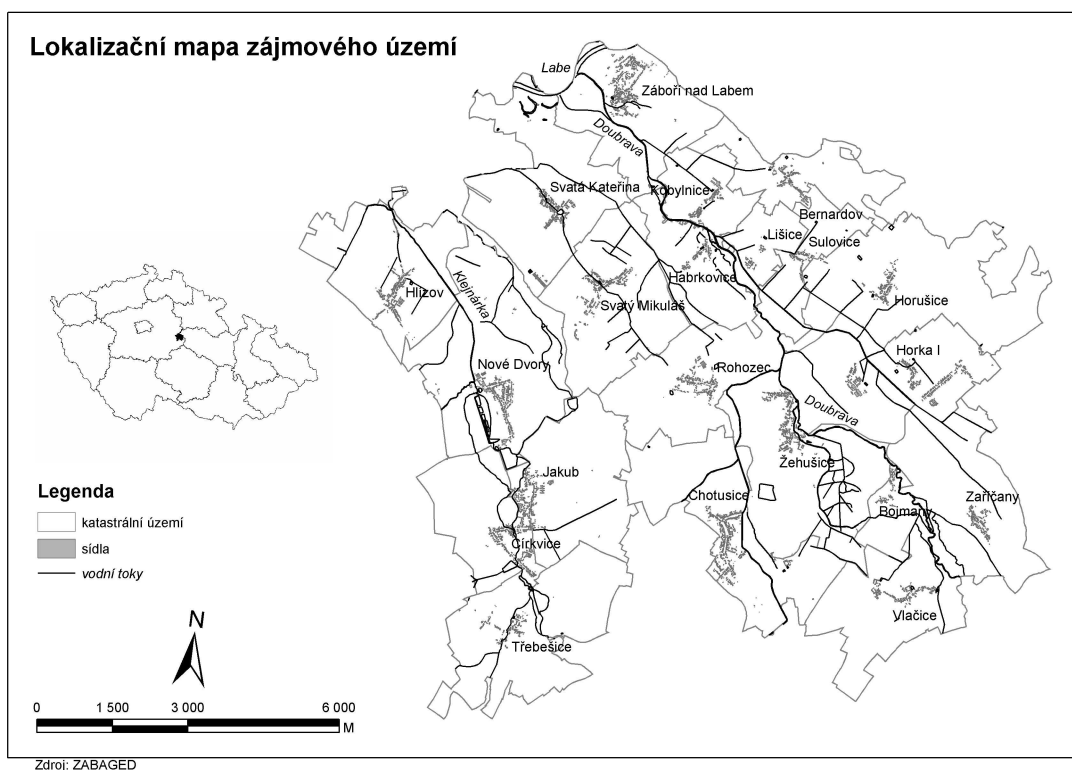 Lokalizační mapa zájmového území
Labe
Záboří nad Labem
Doubrava
Svatá Kateřina
Kobylnice
Bernardov
Lišice
Sulovice
Habrkovice
Klejnárka
Hlízov
Svatý Mikuláš
Horušice
Horka I
Nové Dvory
Rohozec
Doubrava
Žehušice
Jakub
Chotusice
Zaříčany
Bojmany
Církvice
Vlačice
Třebešice
Legenda
katastrální území
sídla
vodní toky
N
0 1 500 3 000 6 000
M
Zdroj: ZABAGED